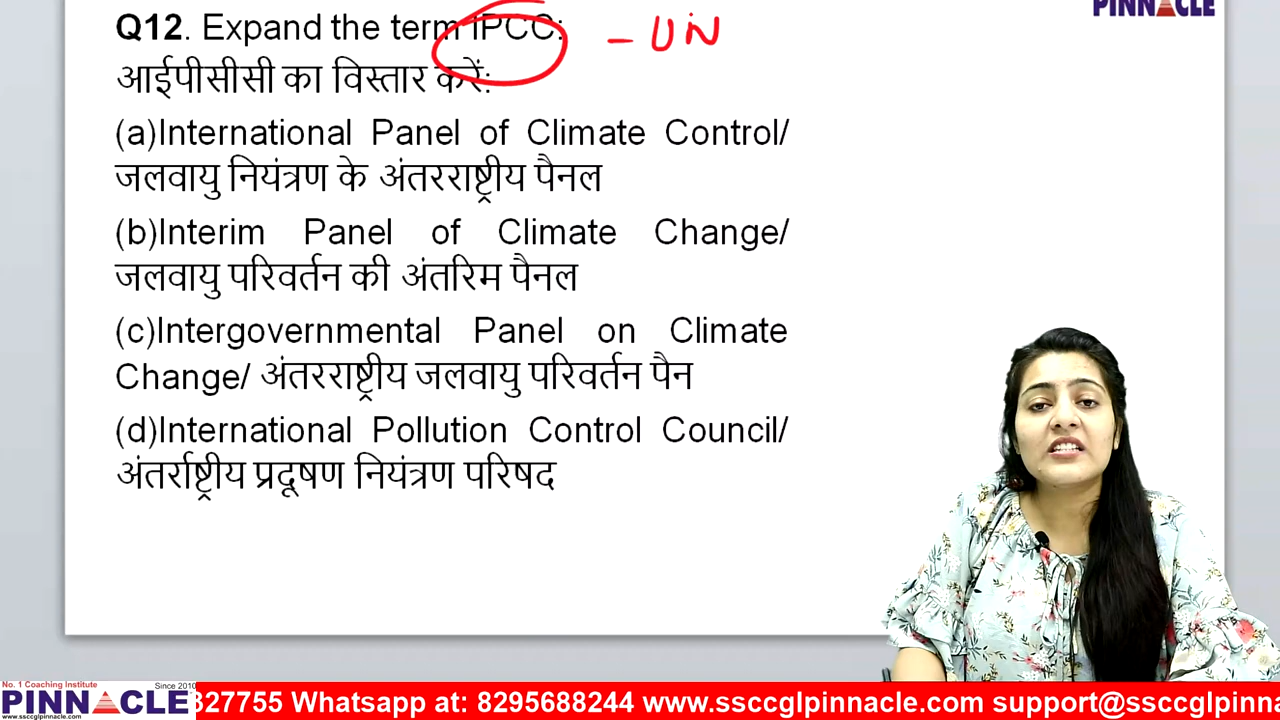 PINNACLE
Q12. Expand the term IPCC: – UN
आईपीसीसी का विस्तार करें:
(a)International Panel of Climate Control/
जलवायु नियंत्रण के अंतरराष्ट्रीय पैनल
(b)Interim Panel of Climate Change/
जलवायु परिवर्तन की अंतरिम पैनल
(c)Intergovernmental Panel on Climate
Change/ अंतरराष्ट्रीय जलवायु परिवर्तन पैन
(d)International Pollution Control Council/
अंतर्राष्ट्रीय प्रदूषण नियंत्रण परिषद
No. 1 Coaching Institute Since 2010
PINNACLE
www.ssccglpinnacle.com
327755 Whatsapp at: 8295688244 www.ssccglpinnacle.com support@ssccglpinna